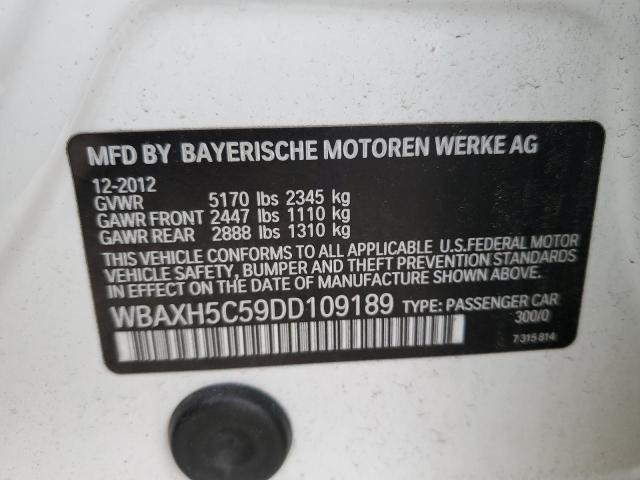 MFD BY BAYERISCHE MOTOREN WERKE AG
12-2012
GVWR 5170 lbs 2345 kg
GAWR FRONT 2447 lbs 1110 kg
GAWR REAR 2888 lbs 1310 kg
THIS VEHICLE CONFORMS TO ALL APPLICABLE U.S.FEDERAL MOTOR
VEHICLE SAFETY, BUMPER AND THEFT PREVENTION STANDARDS
IN EFFECT ON THE DATE OF MANUFACTURE SHOWN ABOVE.
WBAXH5C59DD109189 TYPE: PASSENGER CAR
300/0
7315814